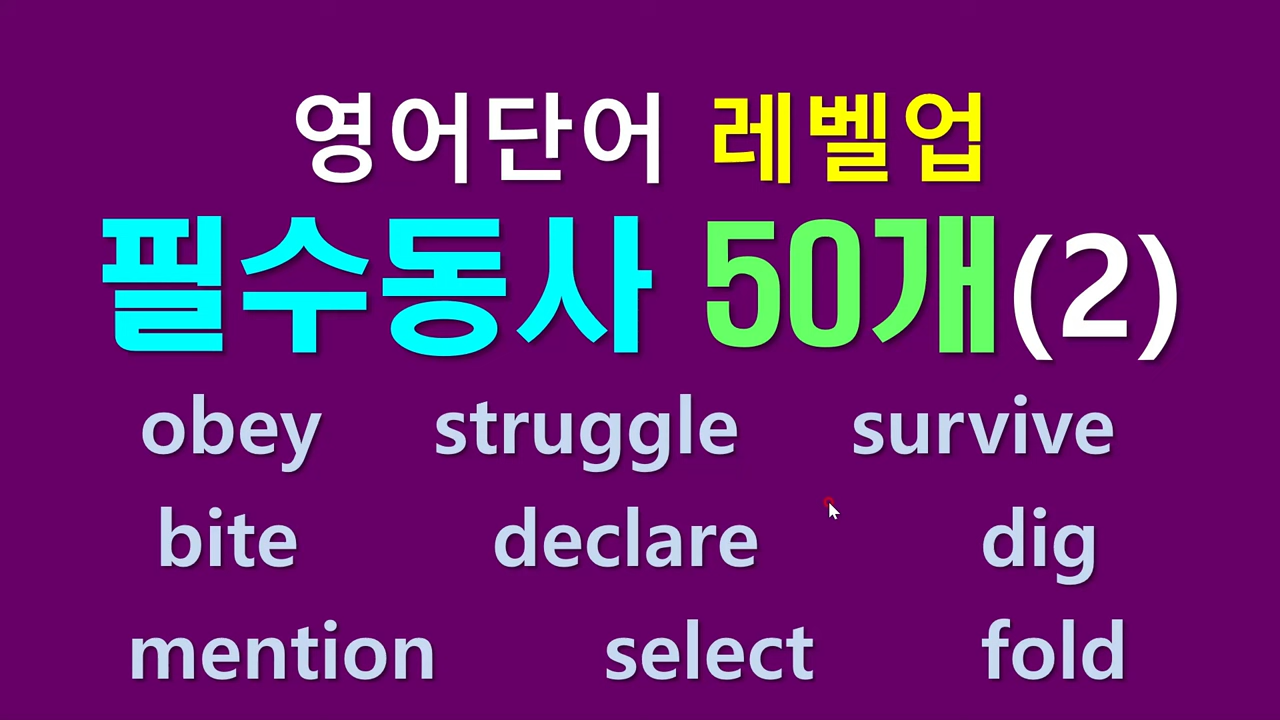 영어단어 레벨업
필수동사 50개(2)
obey struggle survive
bite declare dig
mention select fold